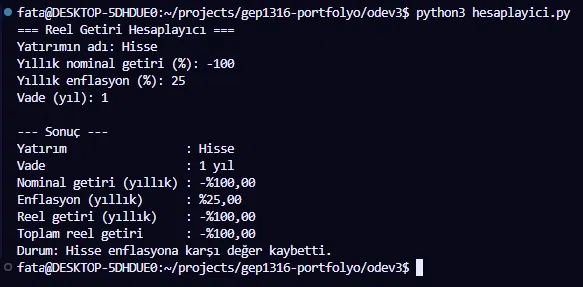 fata@DESKTOP-5DHDUE0:~/projects/gep1316-portfolyo/odev3$ python3 hesaplayici.py
=== Reel Getiri Hesaplayıcı ===
Yatırımın adı: Hisse
Yıllık nominal getiri (%): -100
Yıllık enflasyon (%): 25
Vade (yıl): 1

--- Sonuç ---
Yatırım                  : Hisse
Vade                     : 1 yıl
Nominal getiri (yıllık)  : -%100,00
Enflasyon (yıllık)       : %25,00
Reel getiri (yıllık)     : -%100,00
Toplam reel getiri       : -%100,00
Durum: Hisse enflasyona karşı değer kaybetti.
fata@DESKTOP-5DHDUE0:~/projects/gep1316-portfolyo/odev3$